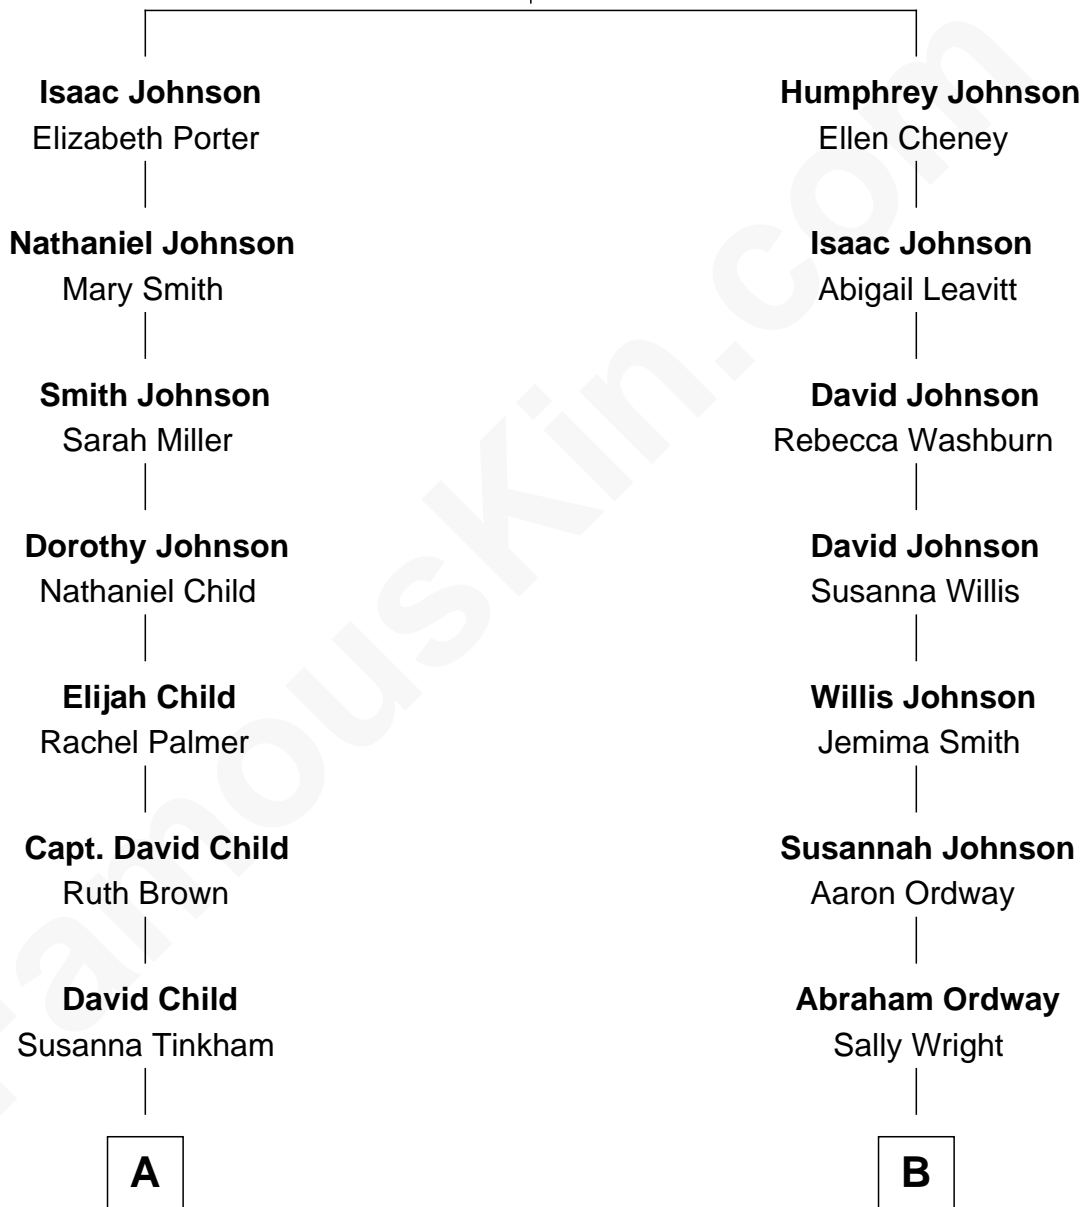 Isaac Johnson
Elizabeth Porter
Nathaniel Johnson
Mary Smith
Smith Johnson
Sarah Miller
Dorothy Johnson
Nathaniel Child
Elijah Child
Rachel Palmer
Capt. David Child
Ruth Brown
David Child
Susanna Tinkham
A
Humphrey Johnson
Ellen Cheney
Isaac Johnson
Abigail Leavitt
David Johnson
Rebecca Washburn
David Johnson
Susanna Willis
Willis Johnson
Jemima Smith
Susannah Johnson
Aaron Ordway
Abraham Ordway
Sally Wright
B
FamousKin.com